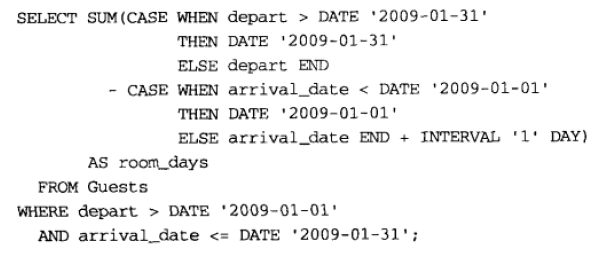 SELECT SUM(CASE WHEN depart > DATE '2009-01-31'
THEN DATE '2009-01-31'
ELSE depart END
- CASE WHEN arrival_date < DATE '2009-01-01'
THEN DATE '2009-01-01'
ELSE arrival_date END + INTERVAL '1' DAY)
AS room_days
FROM Guests
WHERE depart > DATE '2009-01-01'
AND arrival_date <= DATE '2009-01-31';